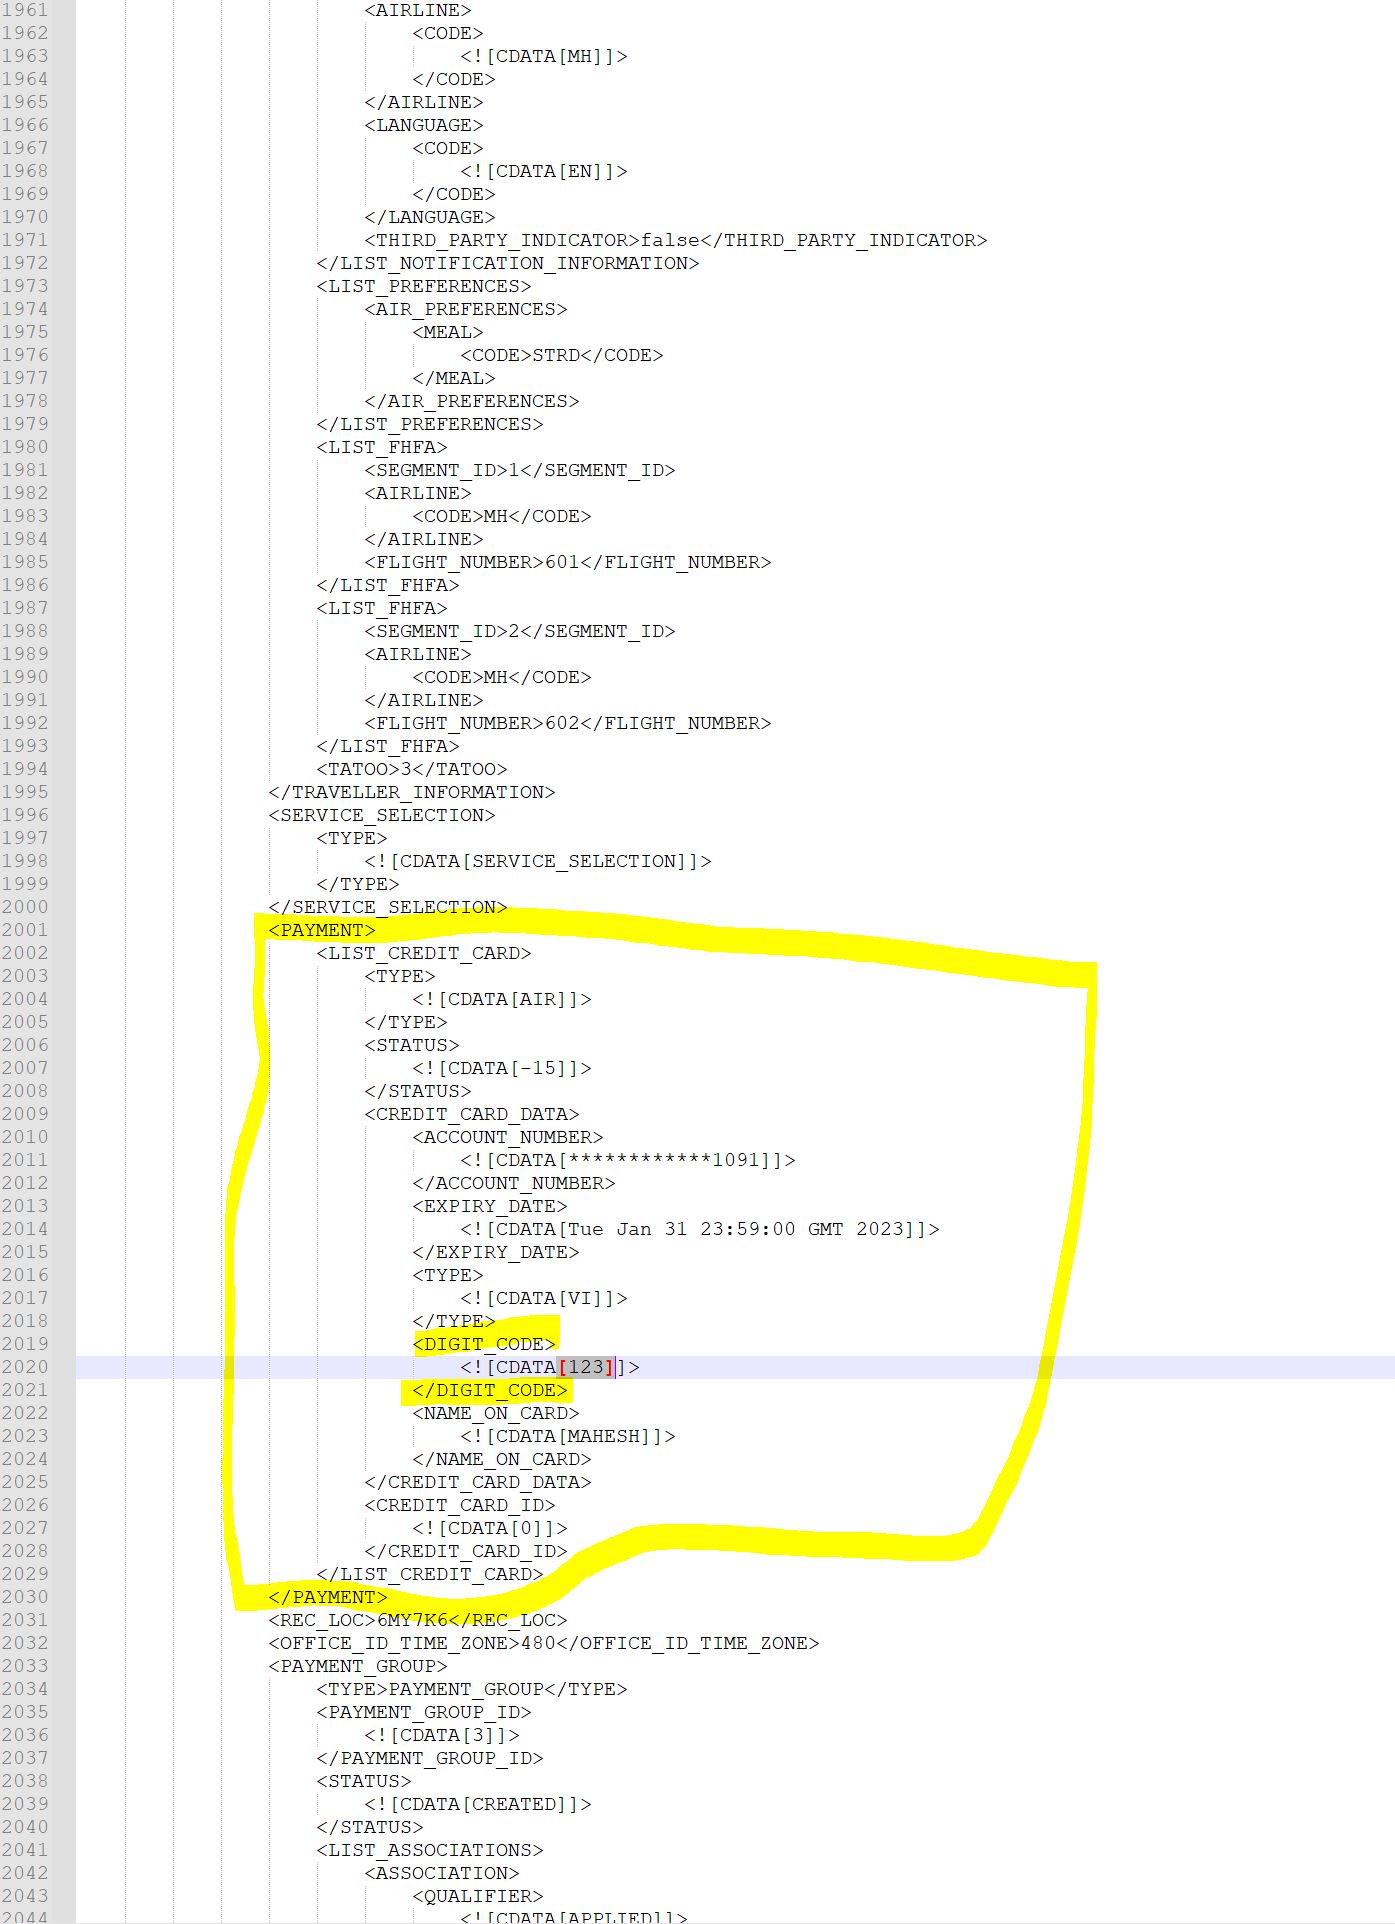 1961 <AIRLINE>
1962 <CODE>
1963 <![CDATA[MH]]>
1964 </CODE>
1965 </AIRLINE>
1966 <LANGUAGE>
1967 <CODE>
1968 <![CDATA[EN]]>
1969 </CODE>
1970 </LANGUAGE>
1971 <THIRD_PARTY_INDICATOR>false</THIRD_PARTY_INDICATOR>
1972 </LIST_NOTIFICATION_INFORMATION>
1973 <LIST_PREFERENCES>
1974 <AIR_PREFERENCES>
1975 <MEAL>
1976 <CODE>STRD</CODE>
1977 </MEAL>
1978 </AIR_PREFERENCES>
1979 </LIST_PREFERENCES>
1980 <LIST_FHFA>
1981 <SEGMENT_ID>1</SEGMENT_ID>
1982 <AIRLINE>
1983 <CODE>MH</CODE>
1984 </AIRLINE>
1985 <FLIGHT_NUMBER>601</FLIGHT_NUMBER>
1986 </LIST_FHFA>
1987 <LIST_FHFA>
1988 <SEGMENT_ID>2</SEGMENT_ID>
1989 <AIRLINE>
1990 <CODE>MH</CODE>
1991 </AIRLINE>
1992 <FLIGHT_NUMBER>602</FLIGHT_NUMBER>
1993 </LIST_FHFA>
1994 <TATOO>3</TATOO>
1995 </TRAVELLER_INFORMATION>
1996 <SERVICE_SELECTION>
1997 <TYPE>
1998 <![CDATA[SERVICE_SELECTION]]>
1999 </TYPE>
2000 </SERVICE_SELECTION>
2001 <PAYMENT>
2002 <LIST_CREDIT_CARD>
2003 <TYPE>
2004 <![CDATA[AIR]]>
2005 </TYPE>
2006 <STATUS>
2007 <![CDATA[-15]]>
2008 </STATUS>
2009 <CREDIT_CARD_DATA>
2010 <ACCOUNT_NUMBER>
2011 <![CDATA[************1091]]>
2012 </ACCOUNT_NUMBER>
2013 <EXPIRY_DATE>
2014 <![CDATA[Tue Jan 31 23:59:00 GMT 2023]]>
2015 </EXPIRY_DATE>
2016 <TYPE>
2017 <![CDATA[VI]]>
2018 </TYPE>
2019 <DIGIT_CODE>
2020 <![CDATA[123]]>
2021 </DIGIT_CODE>
2022 <NAME_ON_CARD>
2023 <![CDATA[MAHESH]]>
2024 </NAME_ON_CARD>
2025 </CREDIT_CARD_DATA>
2026 <CREDIT_CARD_ID>
2027 <![CDATA[0]]>
2028 </CREDIT_CARD_ID>
2029 </LIST_CREDIT_CARD>
2030 </PAYMENT>
2031 <REC_LOC>6MY7K6</REC_LOC>
2032 <OFFICE_ID_TIME_ZONE>480</OFFICE_ID_TIME_ZONE>
2033 <PAYMENT_GROUP>
2034 <TYPE>PAYMENT_GROUP</TYPE>
2035 <PAYMENT_GROUP_ID>
2036 <![CDATA[3]]>
2037 </PAYMENT_GROUP_ID>
2038 <STATUS>
2039 <![CDATA[CREATED]]>
2040 </STATUS>
2041 <LIST_ASSOCIATIONS>
2042 <ASSOCIATION>
2043 <QUALIFIER>
2044 <![CDATA[APPLIED]]>